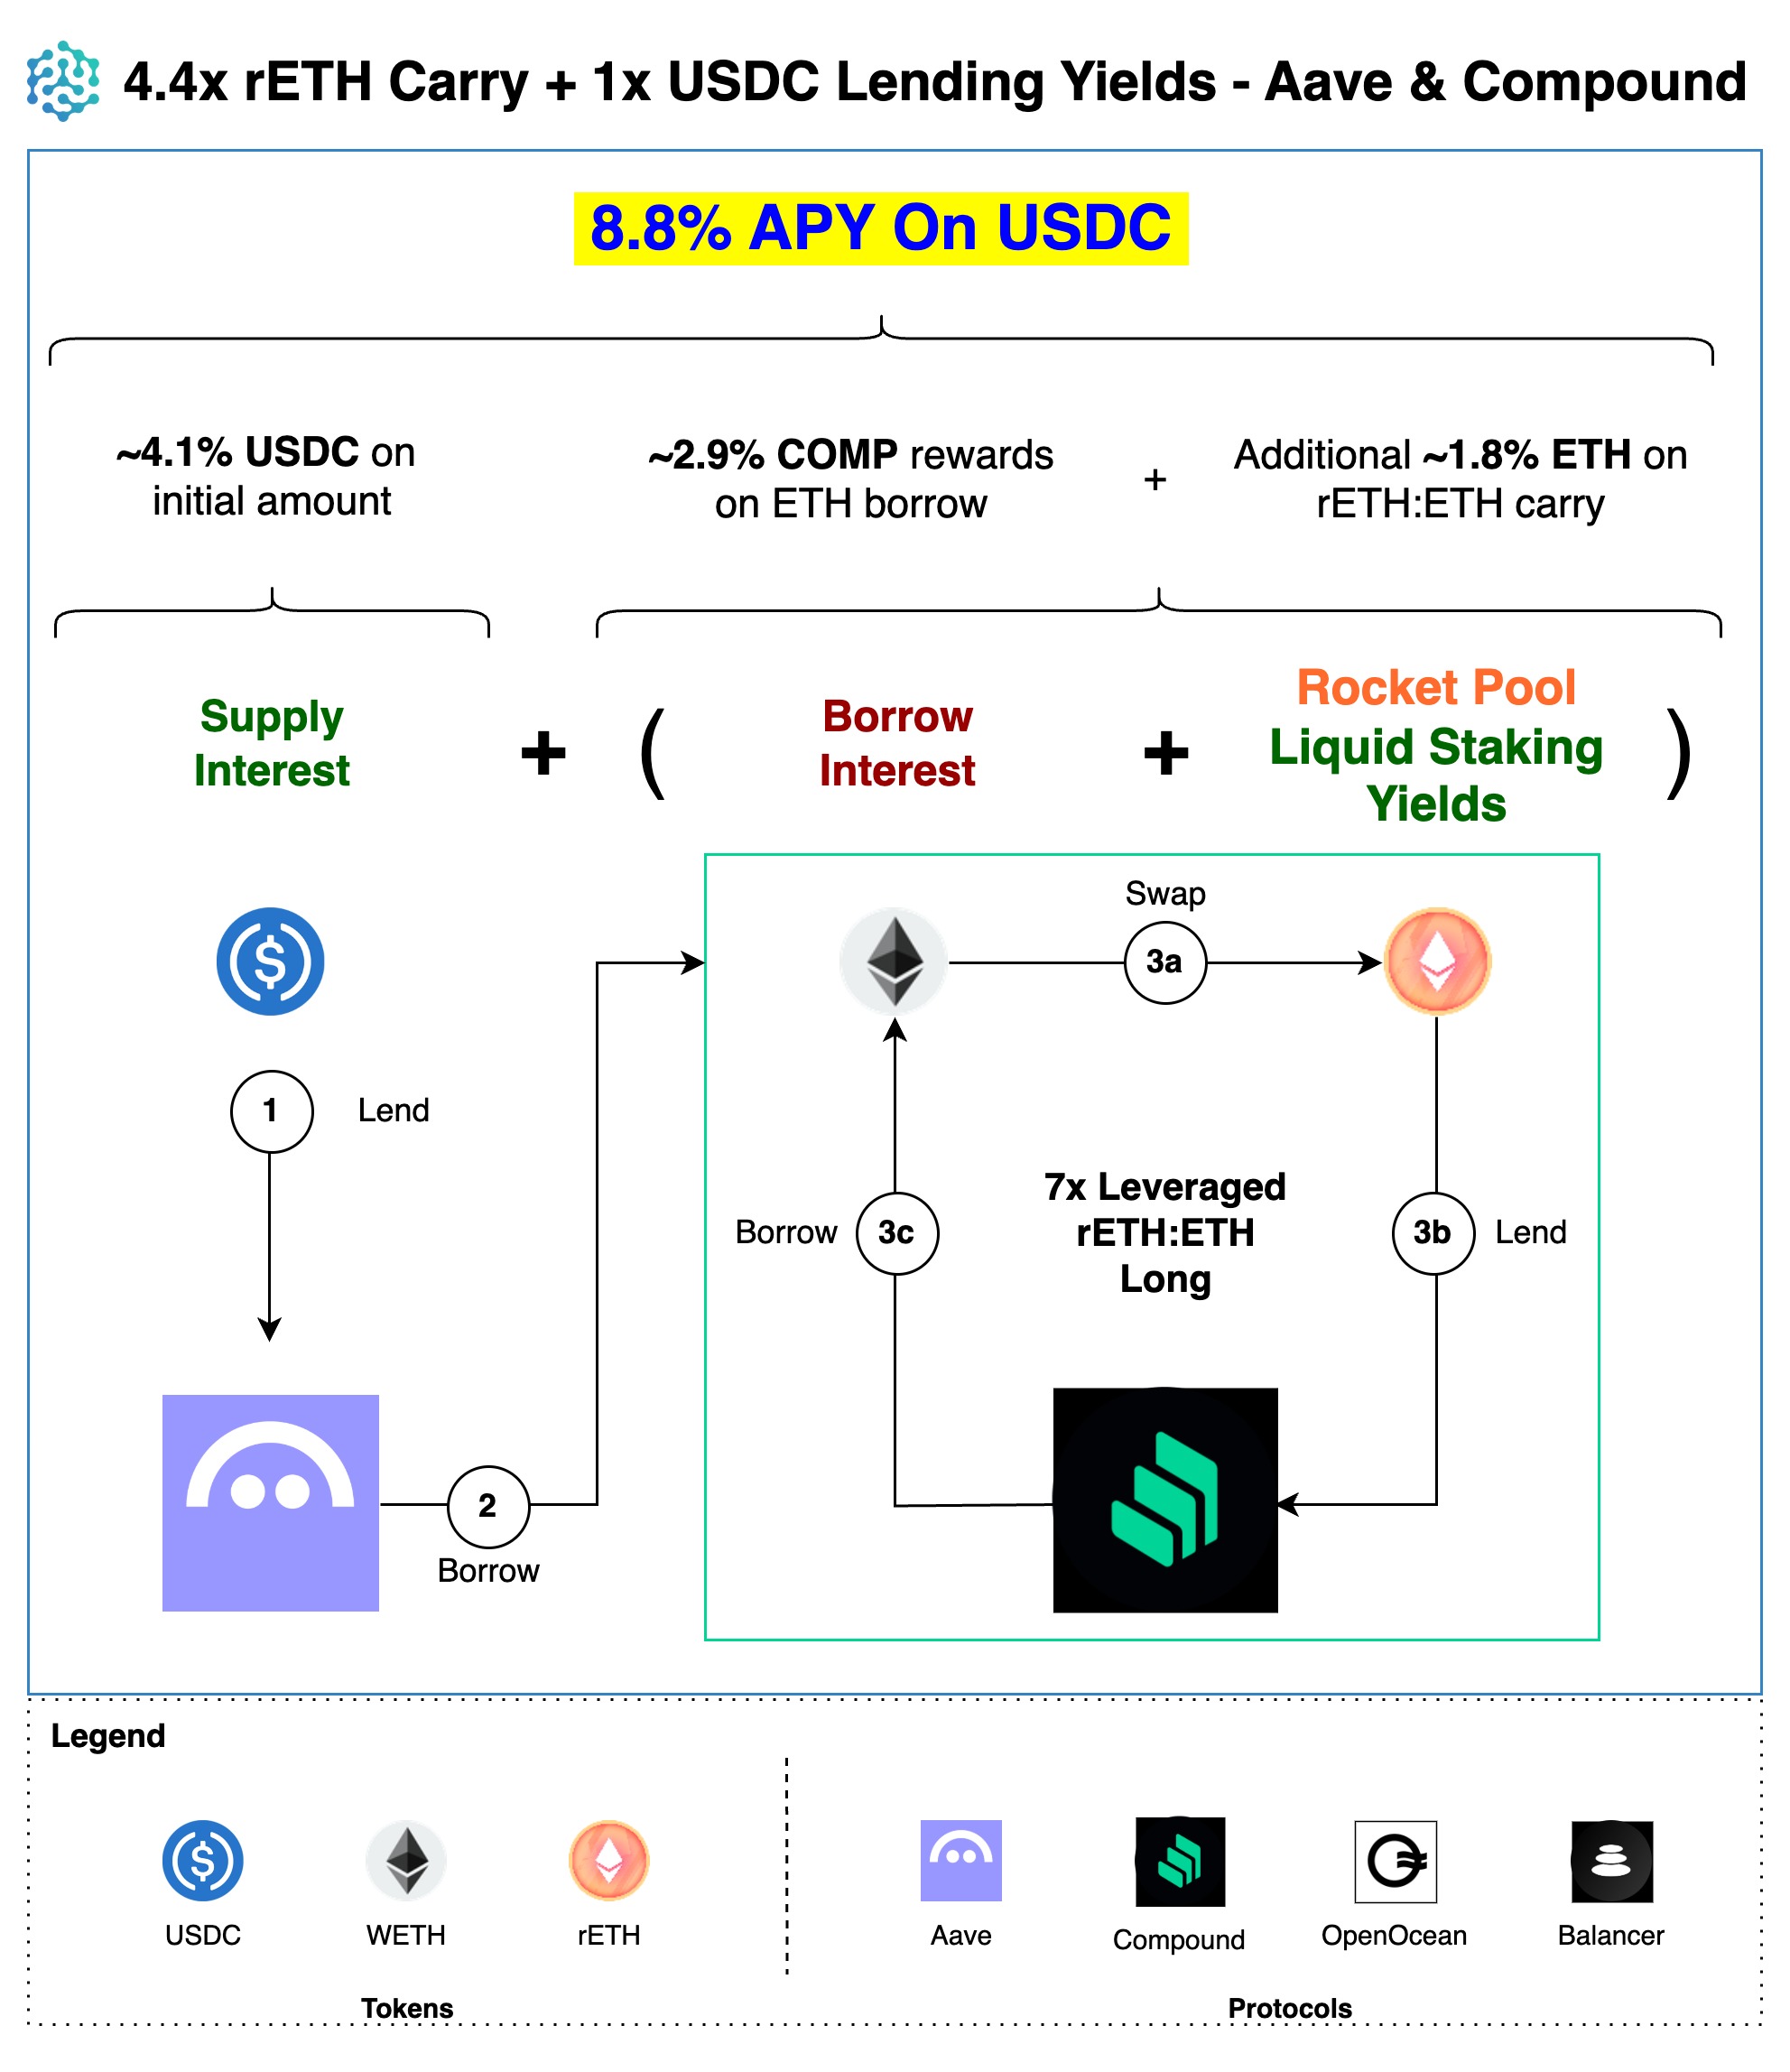 4.4x rETH Carry + 1x USDC Lending Yields - Aave & Compound
8.8% APY On USDC
~4.1% USDC on
initial amount
~2.9% COMP rewards
on ETH borrow
+
Additional ~1.8% ETH on
rETH:ETH carry
Supply
Interest
+
(
Borrow
Interest
+
Rocket Pool
Liquid Staking
Yields
)
Swap
3a
1
Lend
7x Leveraged
rETH:ETH
Long
Borrow
3c
3b
Lend
2
Borrow
Legend
USDC
WETH
rETH
Aave
Compound
OpenOcean
Balancer
Tokens
Protocols